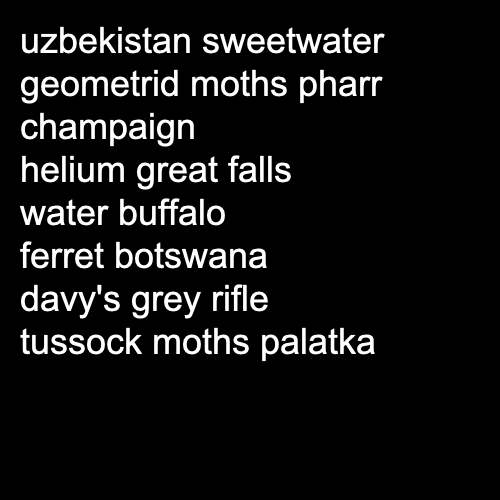 uzbekistan sweetwater
geometrid moths pharr
champaign
helium great falls
water buffalo
ferret botswana
davy's grey rifle
tussock moths palatka